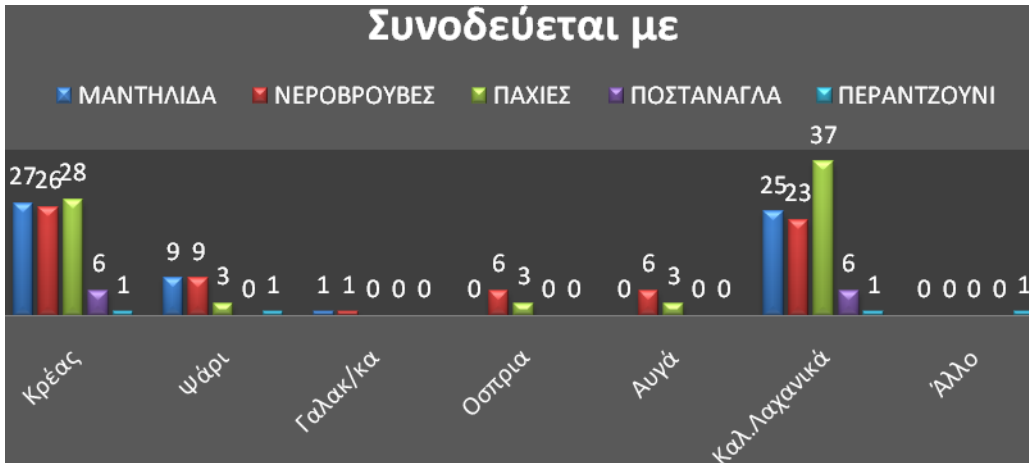 Συνοδεύεται με
ΜΑΝΤΗΛΙΔΑ ΝΕΡΟΒΡΟΥΒΕΣ ΠΑΧΙΕΣ ΠΟΣΤΑΝΑΓΛΑ ΠΕΡΑΝΤΖΟΥΝΙ
27 26 28 6 1
9 9 3 0 1
1 1 0 0 0
0 6 3 0 0
0 6 3 0 0
25 23 37 6 1
0 0 0 0 1
Κρέας
Ψάρι
Γαλακ/κα
Οσπρια
Αυγά
Καλ.Λαχανικά
Άλλο